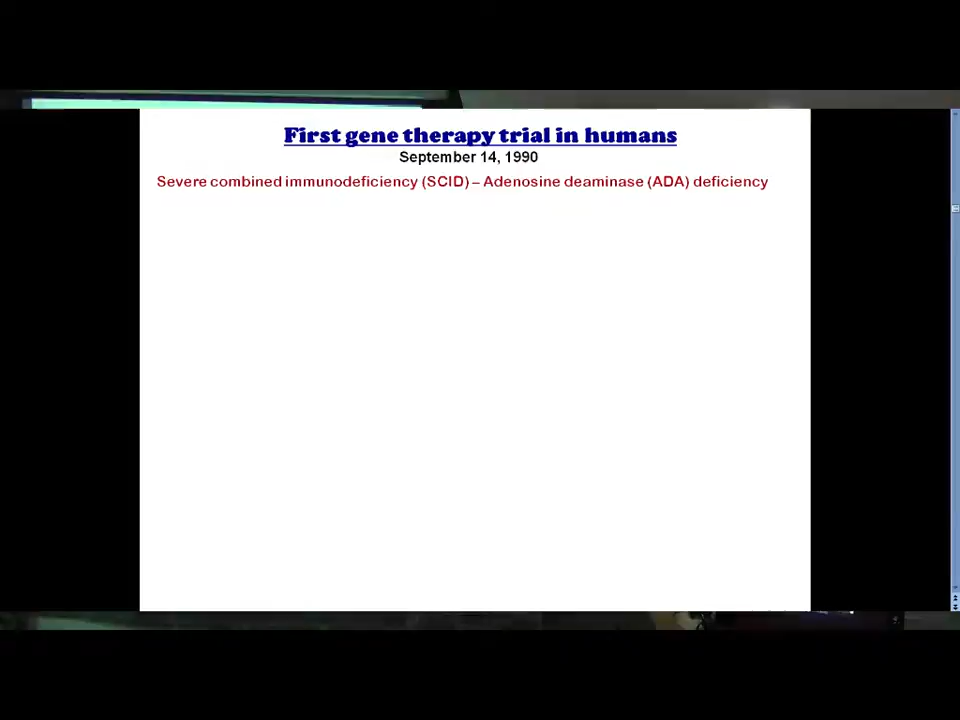 First gene therapy trial in humans
September 14, 1990
Severe combined immunodeficiency (SCID) – Adenosine deaminase (ADA) deficiency